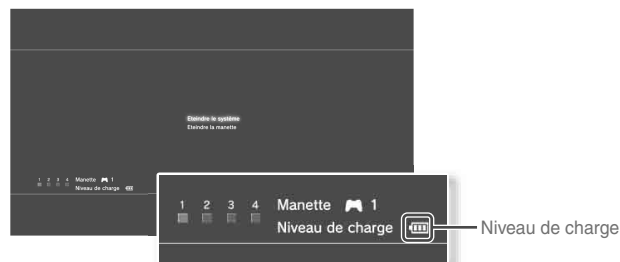 Eteindre le système
Eteindre la manette
1 2 3 4 Manette 1
Niveau de charge
1 2 3 4 Manette 1
Niveau de charge
Niveau de charge